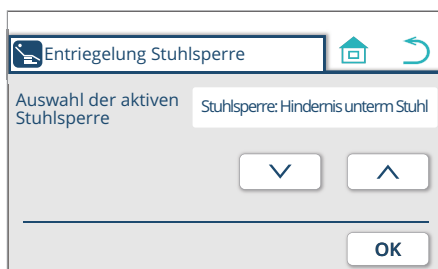 Entriegelung Stuhlsperre
Auswahl der aktiven
Stuhlsperre
Stuhlsperre: Hindernis unterm Stuhl
OK